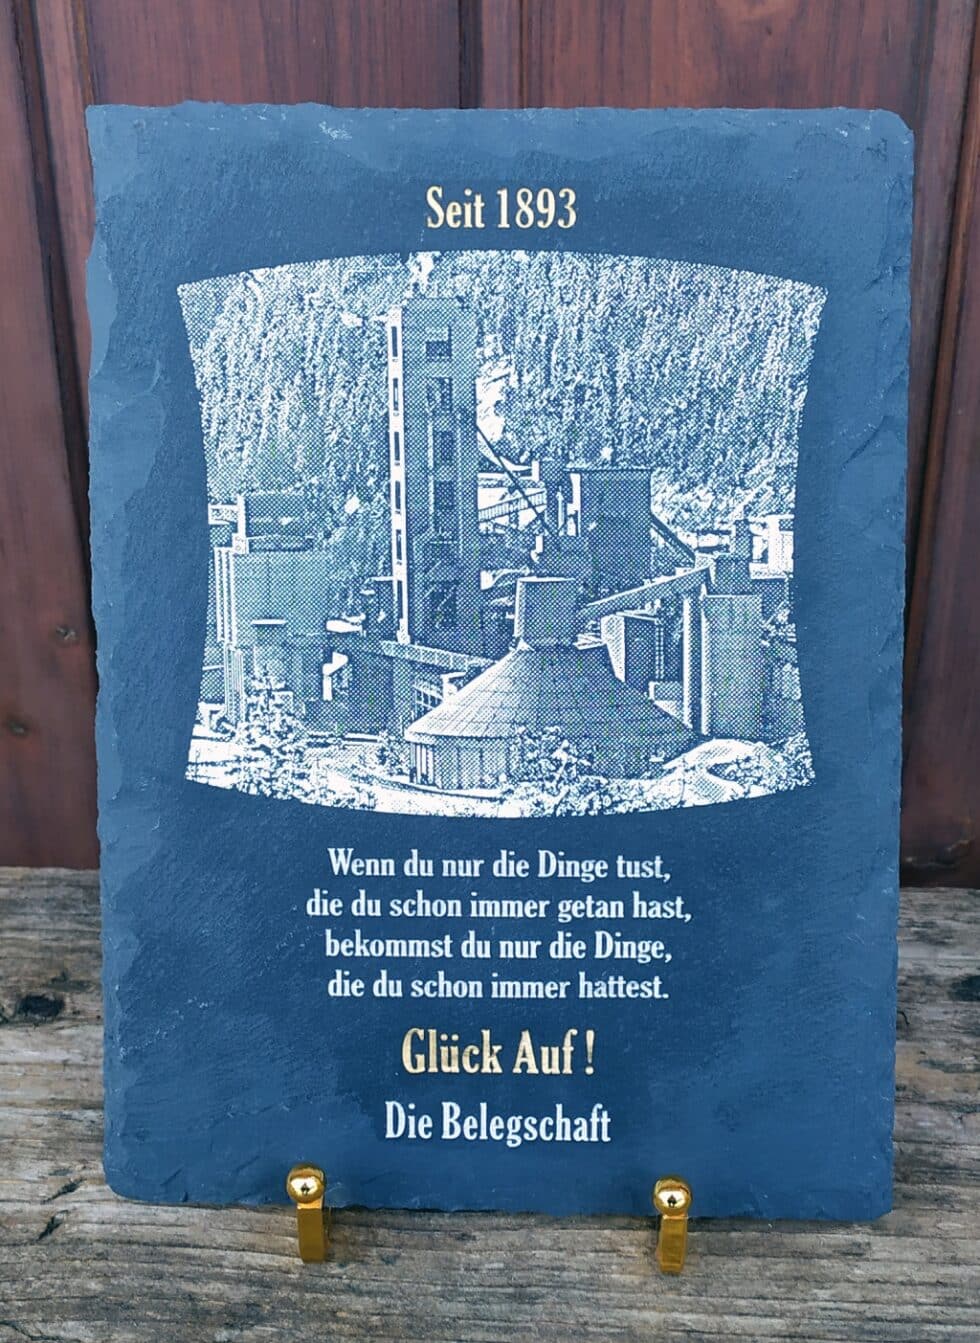 Seit 1893
Wenn du nur die Dinge tust,
die du schon immer getan hast,
bekommst du nur die Dinge,
die du schon immer hattest.
Glück Auf !
Die Belegschaft